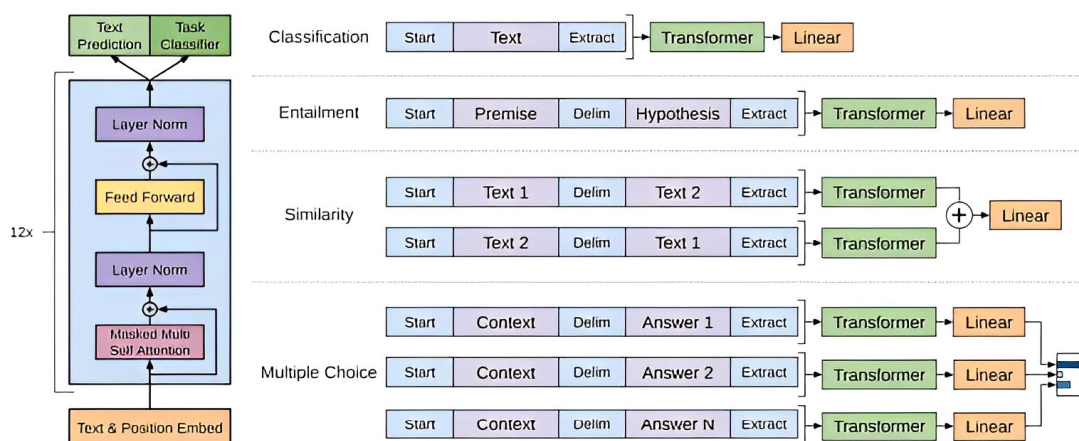 Text
Prediction
Task
Classifier
12x
Layer Norm
Feed Forward
Layer Norm
Masked Multi
Self Attention
Text & Position Embed
Classification
Start Text Extract Transformer Linear
Entailment
Start Premise Delim Hypothesis Extract Transformer Linear
Similarity
Start Text 1 Delim Text 2 Extract Transformer
+ Linear
Start Text 2 Delim Text 1 Extract Transformer
Multiple Choice
Start Context Delim Answer 1 Extract Transformer Linear
Start Context Delim Answer 2 Extract Transformer Linear
Start Context Delim Answer N Extract Transformer Linear